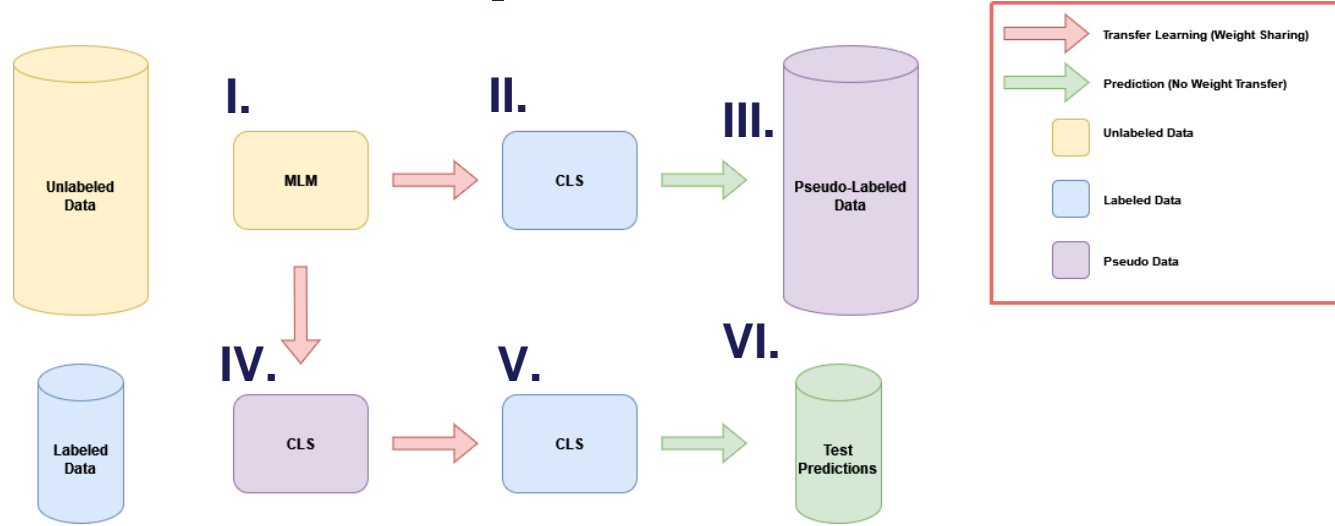 I.
II.
III.
Unlabeled
Data
MLM
CLS
Pseudo-Labeled
Data
IV.
V.
VI.
Labeled
Data
CLS
CLS
Test
Predictions
Transfer Learning (Weight Sharing)
Prediction (No Weight Transfer)
Unlabeled Data
Labeled Data
Pseudo Data